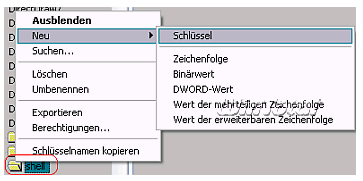 DirectDraw7
Ausblenden
Neu
Suchen...
Löschen
Umbenennen
Exportieren
Berechtigungen...
Schlüsselnamen kopieren
shell
Schlüssel
Zeichenfolge
Binärwert
DWORD-Wert
Wert der mehrteiligen Zeichenfolge
Wert der erweiterbaren Zeichenfolge